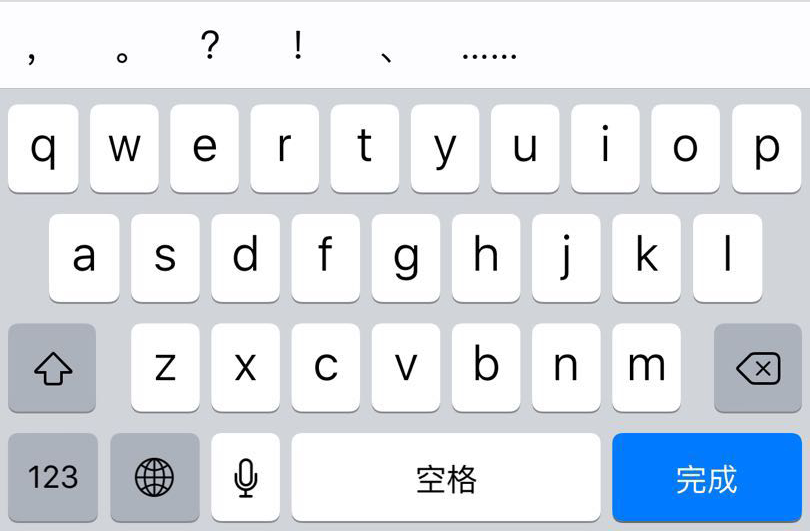 ， 。 ? ! 、 ……
q w e r t y u i o p
a s d f g h j k l
z x c v b n m
123 空格 完成